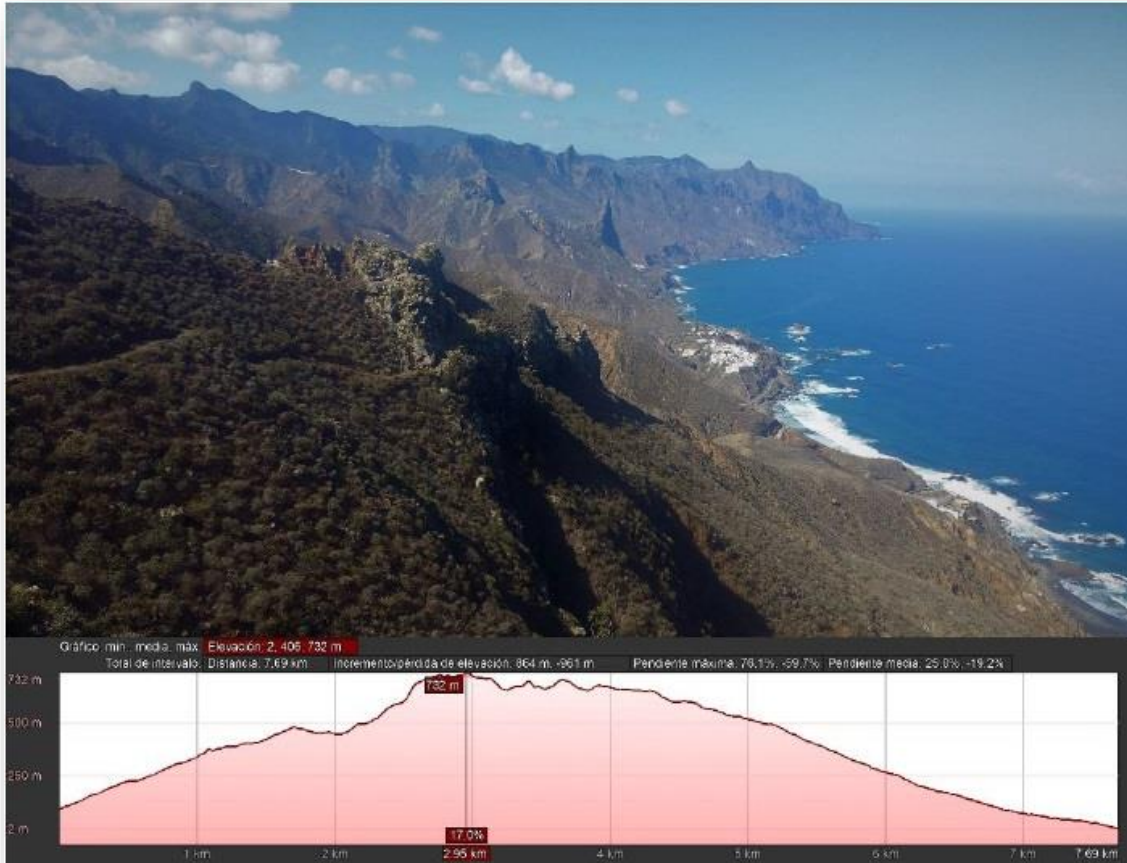 Gráfico: mín., media, máx. Elevación: 2, 406, 732 m
Total de intervalo: Distancia: 7,69 km Incremento/pérdida de elevación: 864 m, -961 m Pendiente máxima: 76.1%, -59.7% Pendiente media: 25.8%, -19.2%
732 m
732 m
500 m
250 m
2 m
17.0%
1 km 2 km 2.95 km 4 km 5 km 6 km 7 km 7.69 km